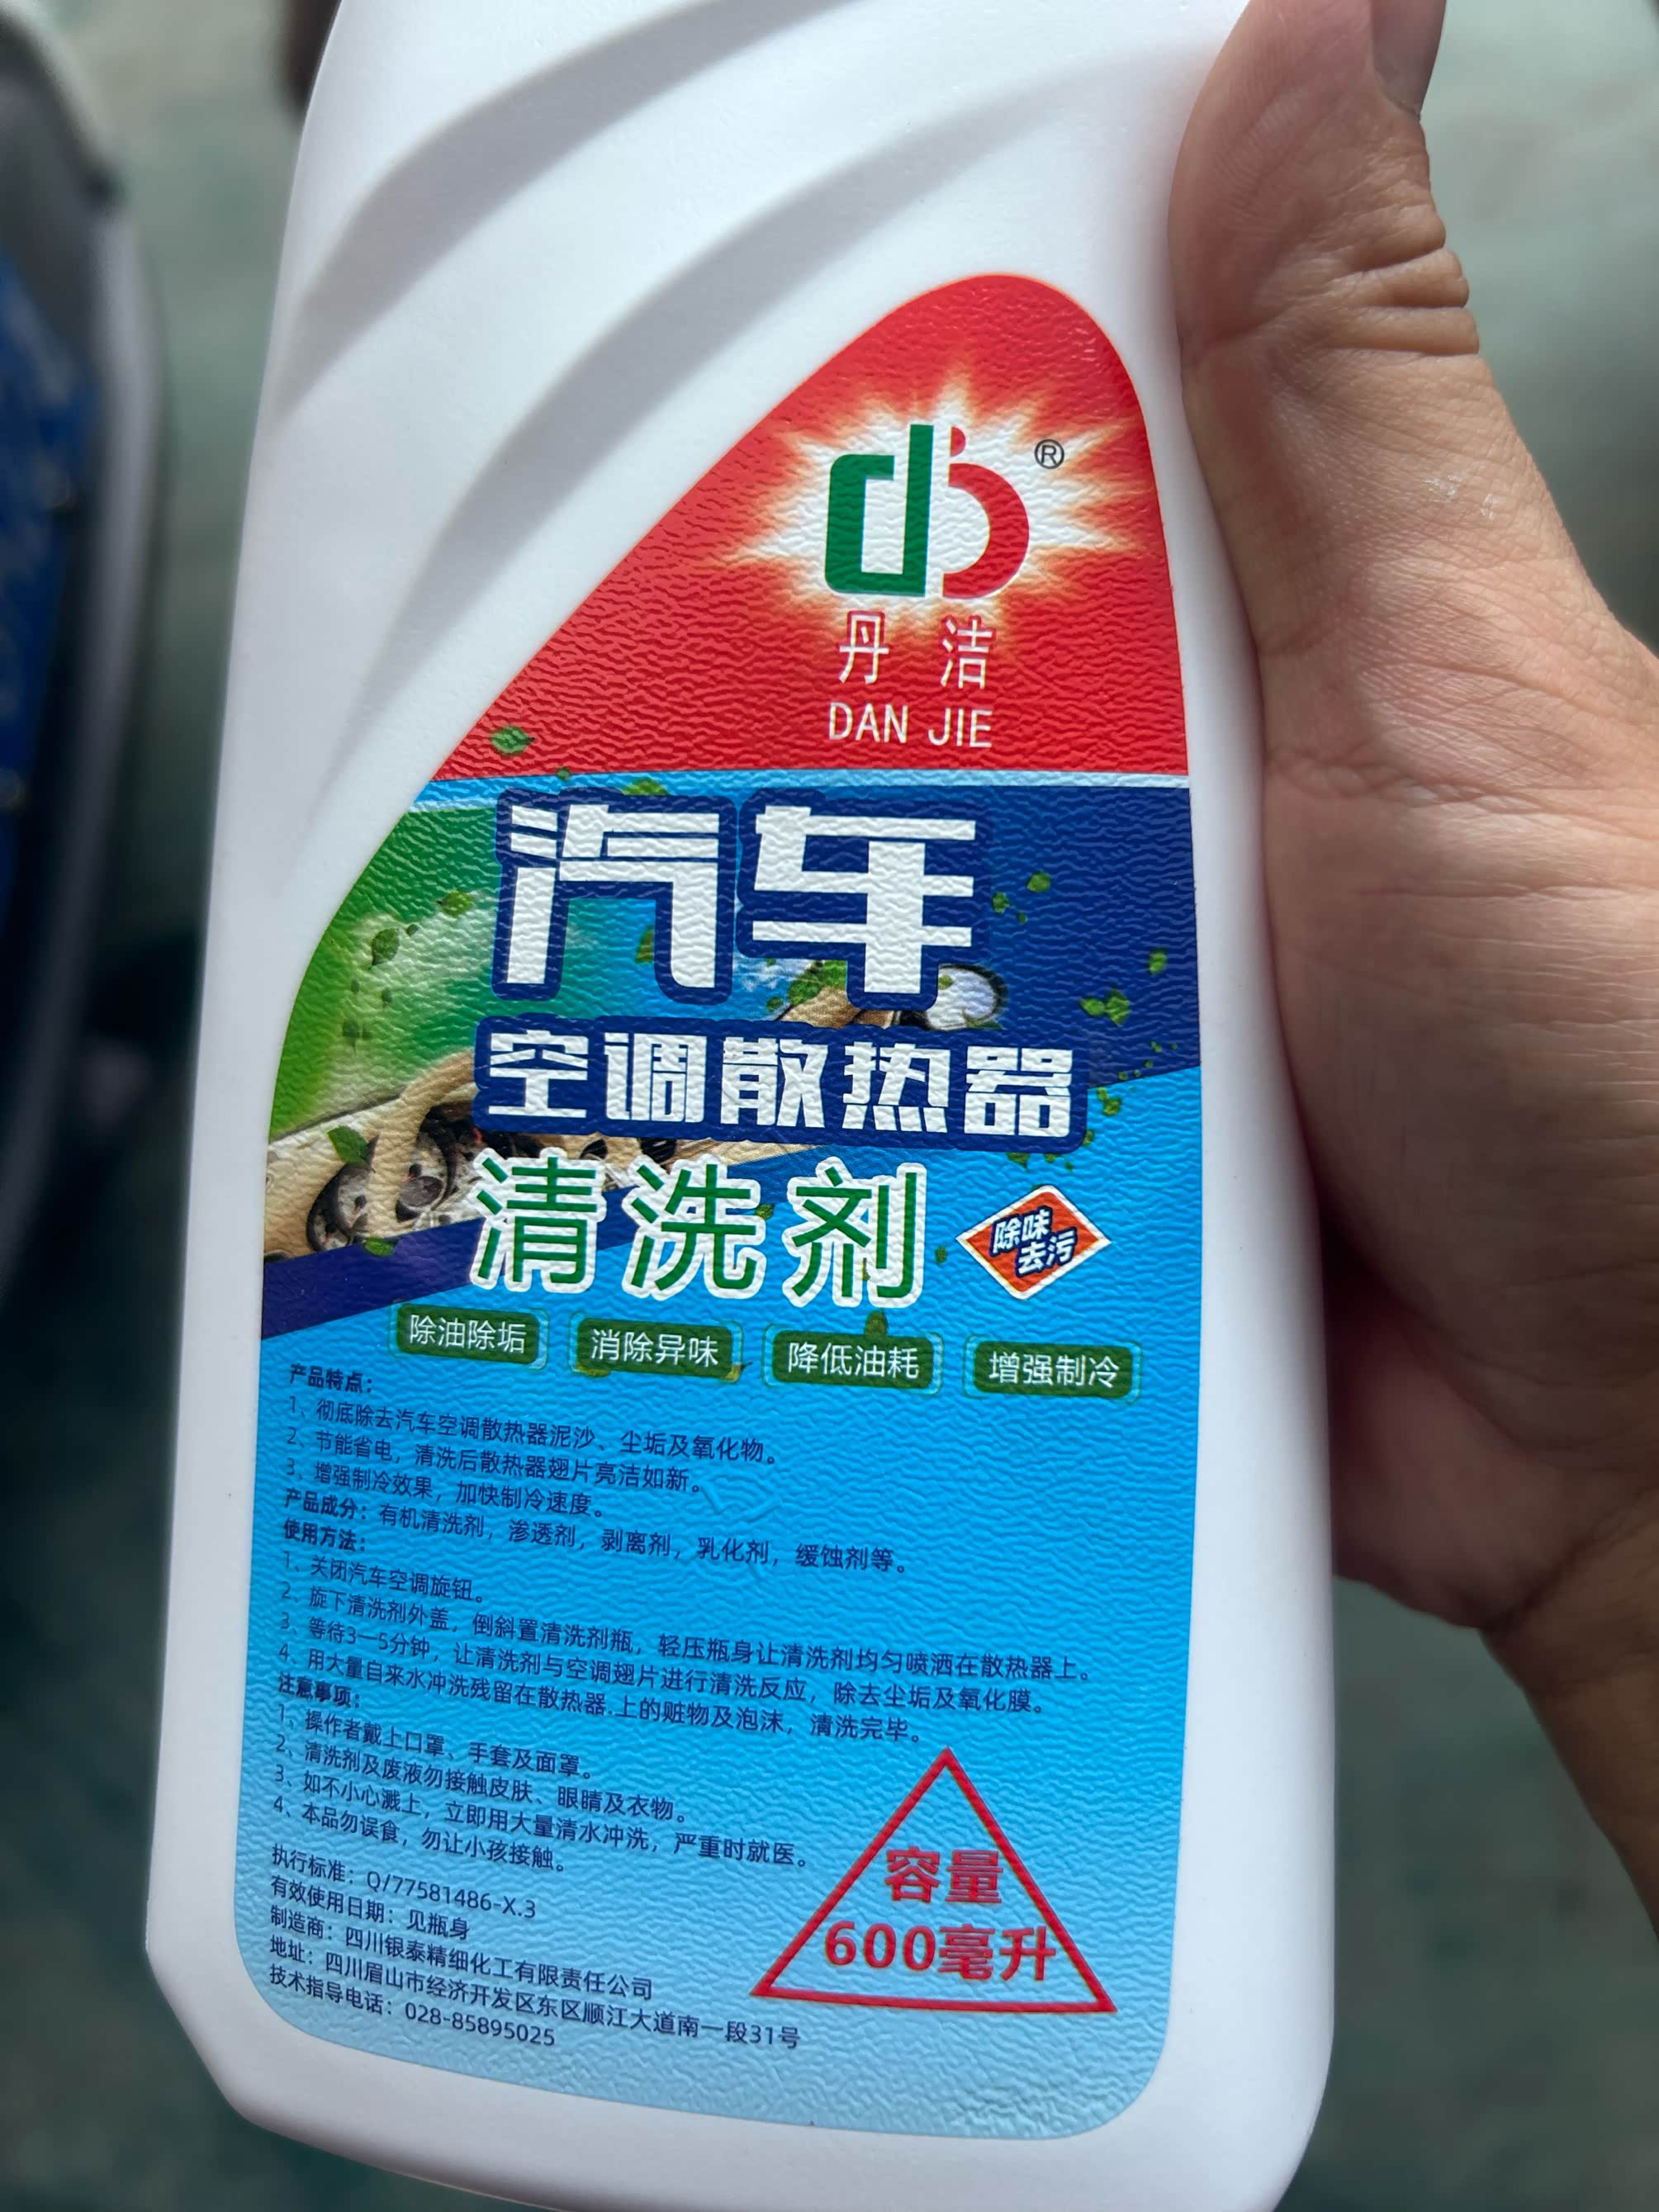 ®
丹洁
DAN JIE
汽车
空调散热器
清洗剂
除味
去污
除油除垢 消除异味 降低油耗 增强制冷
产品特点：
1、彻底除去汽车空调散热器泥沙、尘垢及氧化物。
2、节能省电，清洗后散热器翅片亮洁如新。
3、增强制冷效果，加快制冷速度。
产品成分：有机清洗剂，渗透剂，剥离剂，乳化剂，缓蚀剂等。
使用方法：
1、关闭汽车空调旋钮。
2、旋下清洗剂外盖，倒斜置清洗剂瓶，轻压瓶身让清洗剂均匀喷洒在散热器上。
3、等待3—5分钟，让清洗剂与空调翅片进行清洗反应，除去尘垢及氧化膜。
4、用大量自来水冲洗残留在散热器.上的赃物及泡沫，清洗完毕。
注意事项：
1、操作者戴上口罩、手套及面罩。
2、清洗剂及废液勿接触皮肤、眼睛及衣物。
3、如不小心溅上，立即用大量清水冲洗，严重时就医。
4、本品勿误食，勿让小孩接触。
执行标准：Q/77581486-X.3
有效使用日期：见瓶身
制造商：四川银泰精细化工有限责任公司
地址：四川眉山市经济开发区东区顺江大道南一段31号
技术指导电话：028-85895025
容量
600毫升